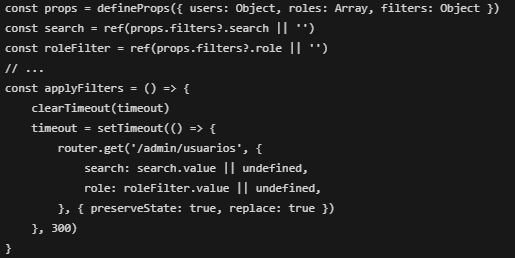 const props = defineProps({ users: Object, roles: Array, filters: Object })
const search = ref(props.filters?.search || '')
const roleFilter = ref(props.filters?.role || '')
// ...
const applyFilters = () => {
    clearTimeout(timeout)
    timeout = setTimeout(() => {
        router.get('/admin/usuarios', {
            search: search.value || undefined,
            role: roleFilter.value || undefined,
        }, { preserveState: true, replace: true })
    }, 300)
}